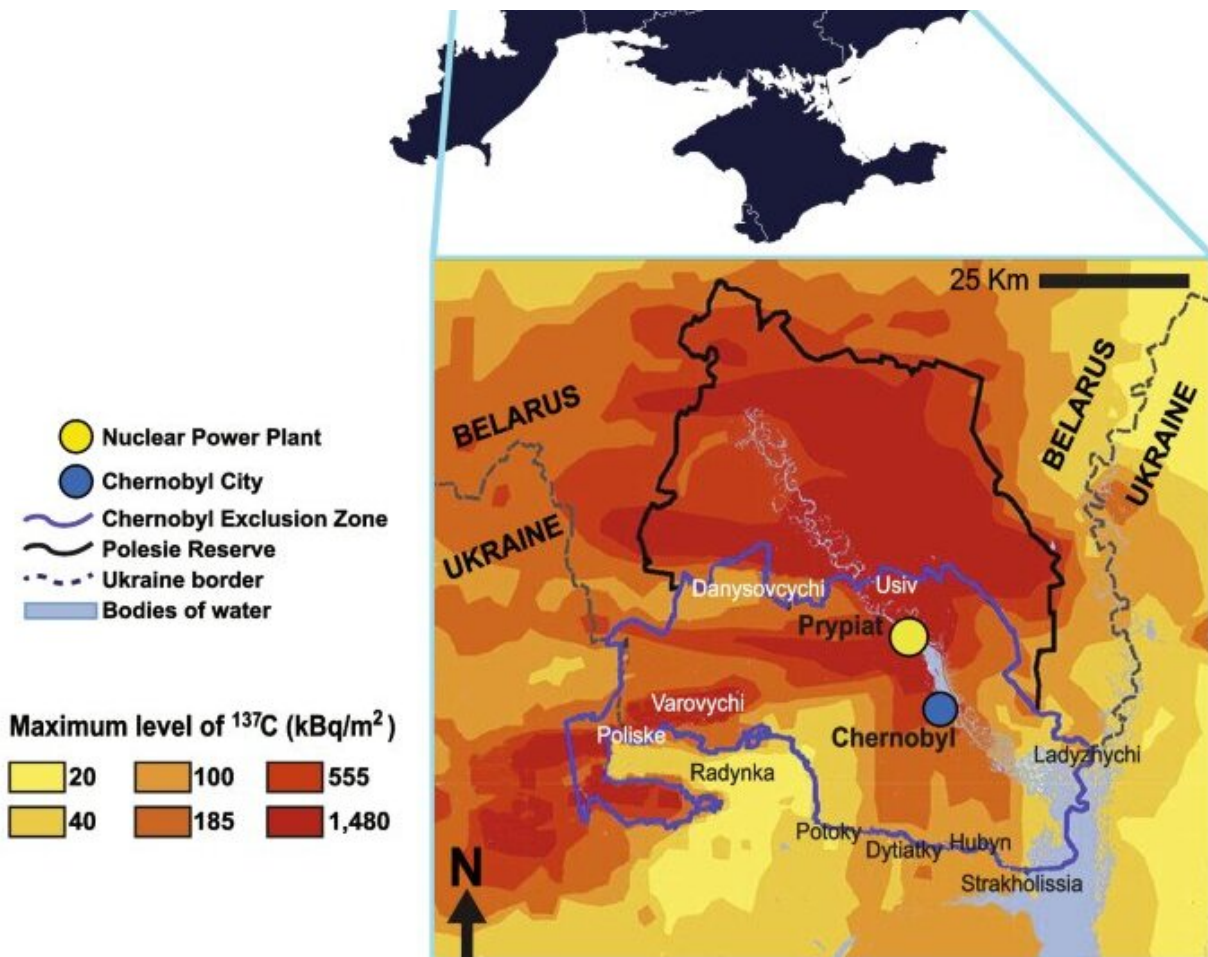 25 Km
BELARUS
UKRAINE
BELARUS
UKRAINE
Nuclear Power Plant
Chernobyl City
Chernobyl Exclusion Zone
Polesie Reserve
Ukraine border
Bodies of water
Danysovcychi
Usiv
Prypiat
Varovychi
Poliske
Chernobyl
Ladyzhychi
Radynka
Potoky
Dytiatky
Hubyn
Strakholissia
Maximum level of ¹³⁷C (kBq/m²)
20 100 555
40 185 1,480
N